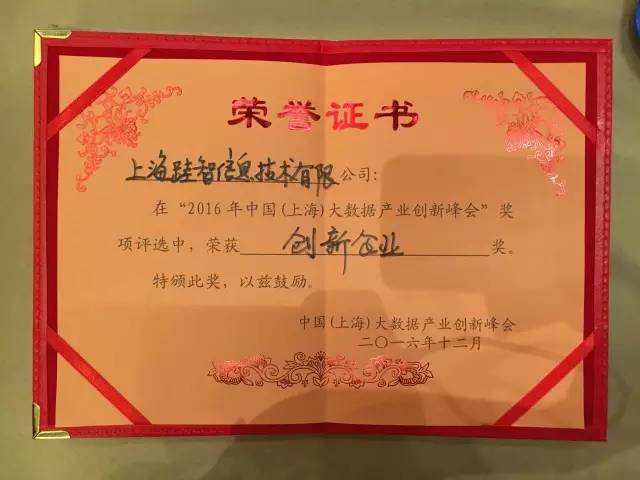 荣誉证书
上海跬智信息技术有限公司:
在“2016年中国(上海)大数据产业创新峰会”奖
项评选中,荣获创新企业奖。
特颁此奖,以兹鼓励。
中国(上海)大数据产业创新峰会
二〇一六年十二月